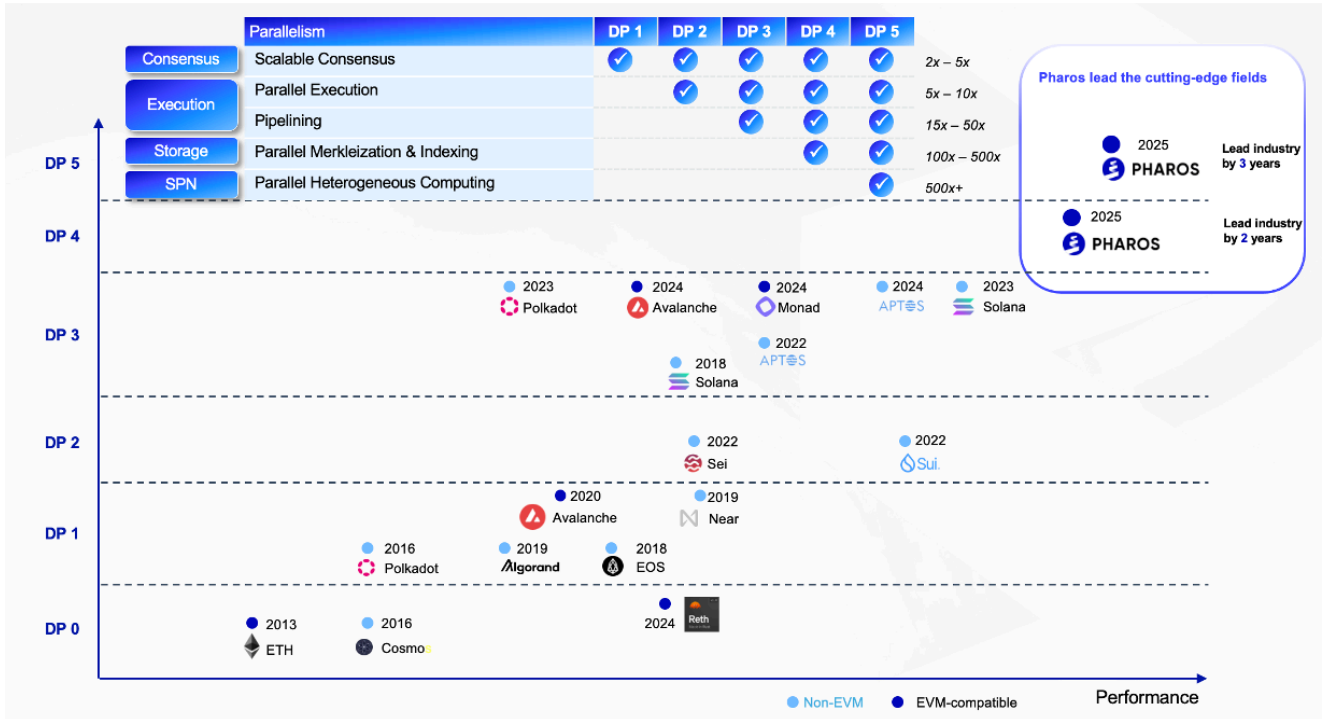 Parallelism DP 1 DP 2 DP 3 DP 4 DP 5
Consensus Scalable Consensus 2x – 5x
Execution Parallel Execution 5x – 10x
Pipelining 15x – 50x
Storage Parallel Merkleization & Indexing 100x – 500x
SPN Parallel Heterogeneous Computing 500x+
Pharos lead the cutting-edge fields
2025
PHAROS
Lead industry
by 3 years
2025
PHAROS
Lead industry
by 2 years
DP 5
DP 4
DP 3
2023 2024 2024 2024 2023
Polkadot Avalanche Monad APTOS Solana
2022
APTOS
2018
Solana
DP 2
2022 2022
Sei Sui.
DP 1
2020 2019
Avalanche Near
2016 2019 2018
Polkadot Algorand EOS
DP 0
2013 2016 2024 Reth
ETH Cosmos
Performance
Non-EVM EVM-compatible